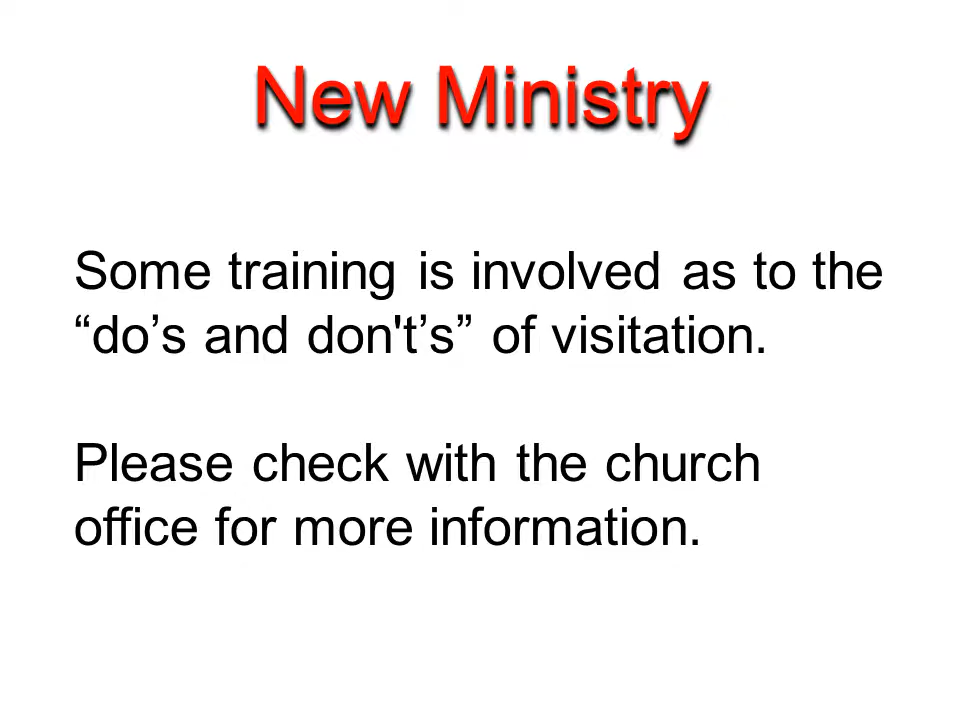 New Ministry
Some training is involved as to the
“do’s and don't’s” of visitation.
Please check with the church
office for more information.